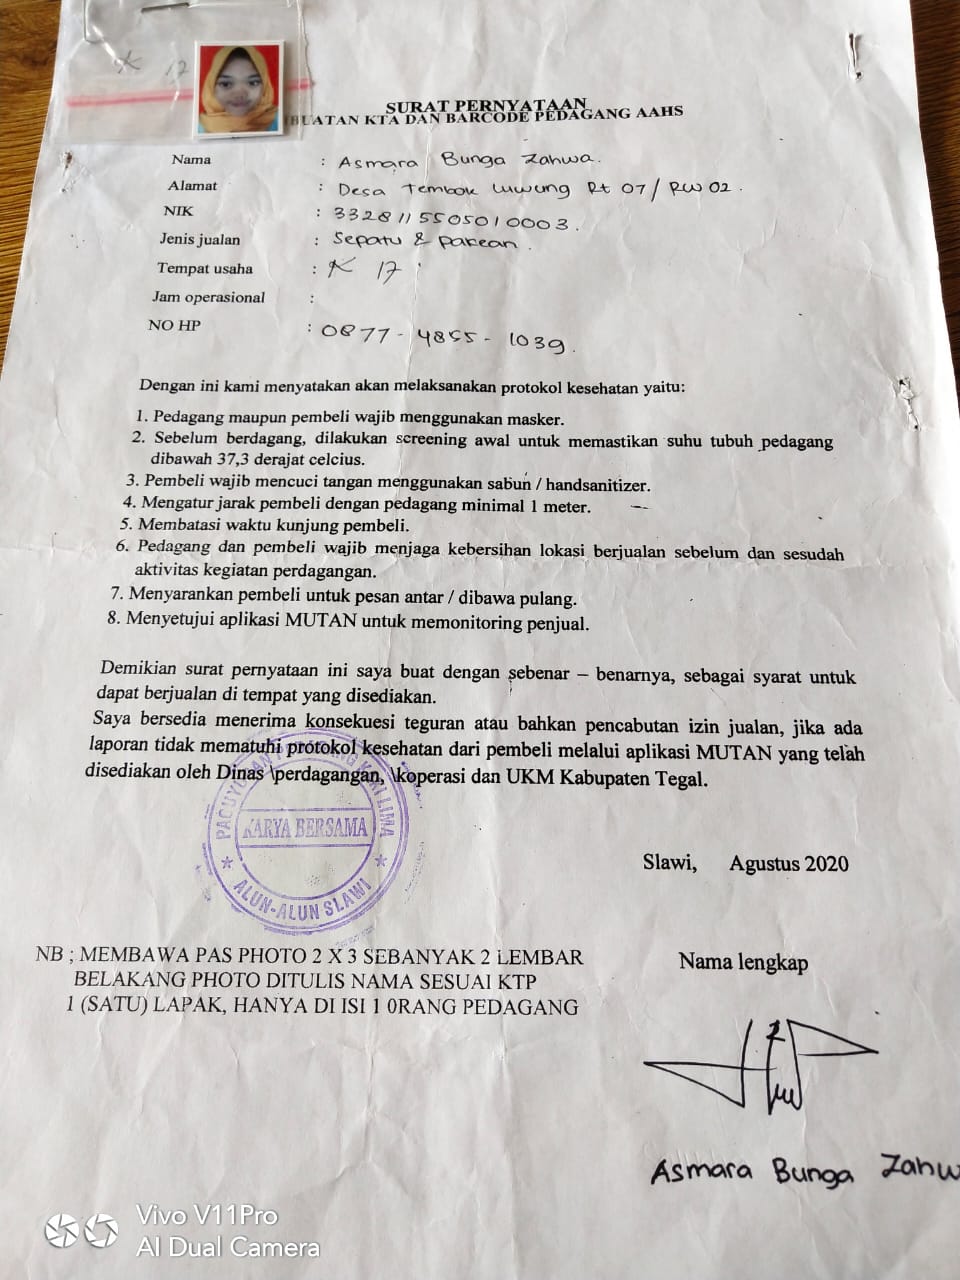 K 17
SURAT PERNYATAAN
BUATAN KTA DAN BARCODE PEDAGANG AAHS
Nama : Asmara Bunga Zahwa.
Alamat : Desa Tembok Luwung Rt 07 / RW 02 .
NIK : 3328115505010003.
Jenis jualan : Sepatu & pakean .
Tempat usaha : K 17
Jam operasional :
NO HP : 0877 - 4855 - 1039.
Dengan ini kami menyatakan akan melaksanakan protokol kesehatan yaitu:
1. Pedagang maupun pembeli wajib menggunakan masker.
2. Sebelum berdagang, dilakukan screening awal untuk memastikan suhu tubuh pedagang
dibawah 37,3 derajat celcius.
3. Pembeli wajib mencuci tangan menggunakan sabun / handsanitizer.
4. Mengatur jarak pembeli dengan pedagang minimal 1 meter.
5. Membatasi waktu kunjung pembeli.
6. Pedagang dan pembeli wajib menjaga kebersihan lokasi berjualan sebelum dan sesudah
aktivitas kegiatan perdagangan.
7. Menyarankan pembeli untuk pesan antar / dibawa pulang.
8. Menyetujui aplikasi MUTAN untuk memonitoring penjual.
Demikian surat pernyataan ini saya buat dengan sebenar – benarnya, sebagai syarat untuk
dapat berjualan di tempat yang disediakan.
Saya bersedia menerima konsekuesi teguran atau bahkan pencabutan izin jualan, jika ada
laporan tidak mematuhi protokol kesehatan dari pembeli melalui aplikasi MUTAN yang telah
disediakan oleh Dinas \perdagangan, \koperasi dan UKM Kabupaten Tegal.
PAGUYUBAN PEDAGANG KAKI LIMA
KARYA BERSAMA
ALUN-ALUN SLAWI
Slawi, Agustus 2020
NB ; MEMBAWA PAS PHOTO 2 X 3 SEBANYAK 2 LEMBAR
BELAKANG PHOTO DITULIS NAMA SESUAI KTP
1 (SATU) LAPAK, HANYA DI ISI 1 0RANG PEDAGANG
Nama lengkap
Asmara Bunga Zahw
Vivo V11Pro
AI Dual Camera